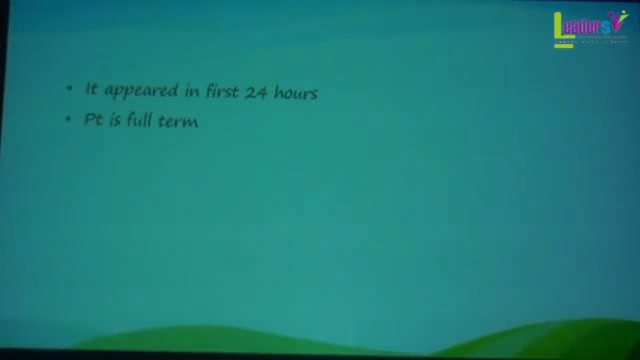 Leaders
• It appeared in first 24 hours
• Pt is full term